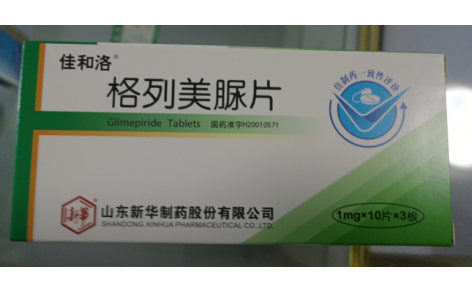 佳和洛®
格列美脲片
Glimepiride Tablets 国药准字H20010571
仿制药一致性评价
新华
山东新华制药股份有限公司
SHANDONG XINHUA PHARMACEUTICAL CO.,LTD.
1mg×10片×3板